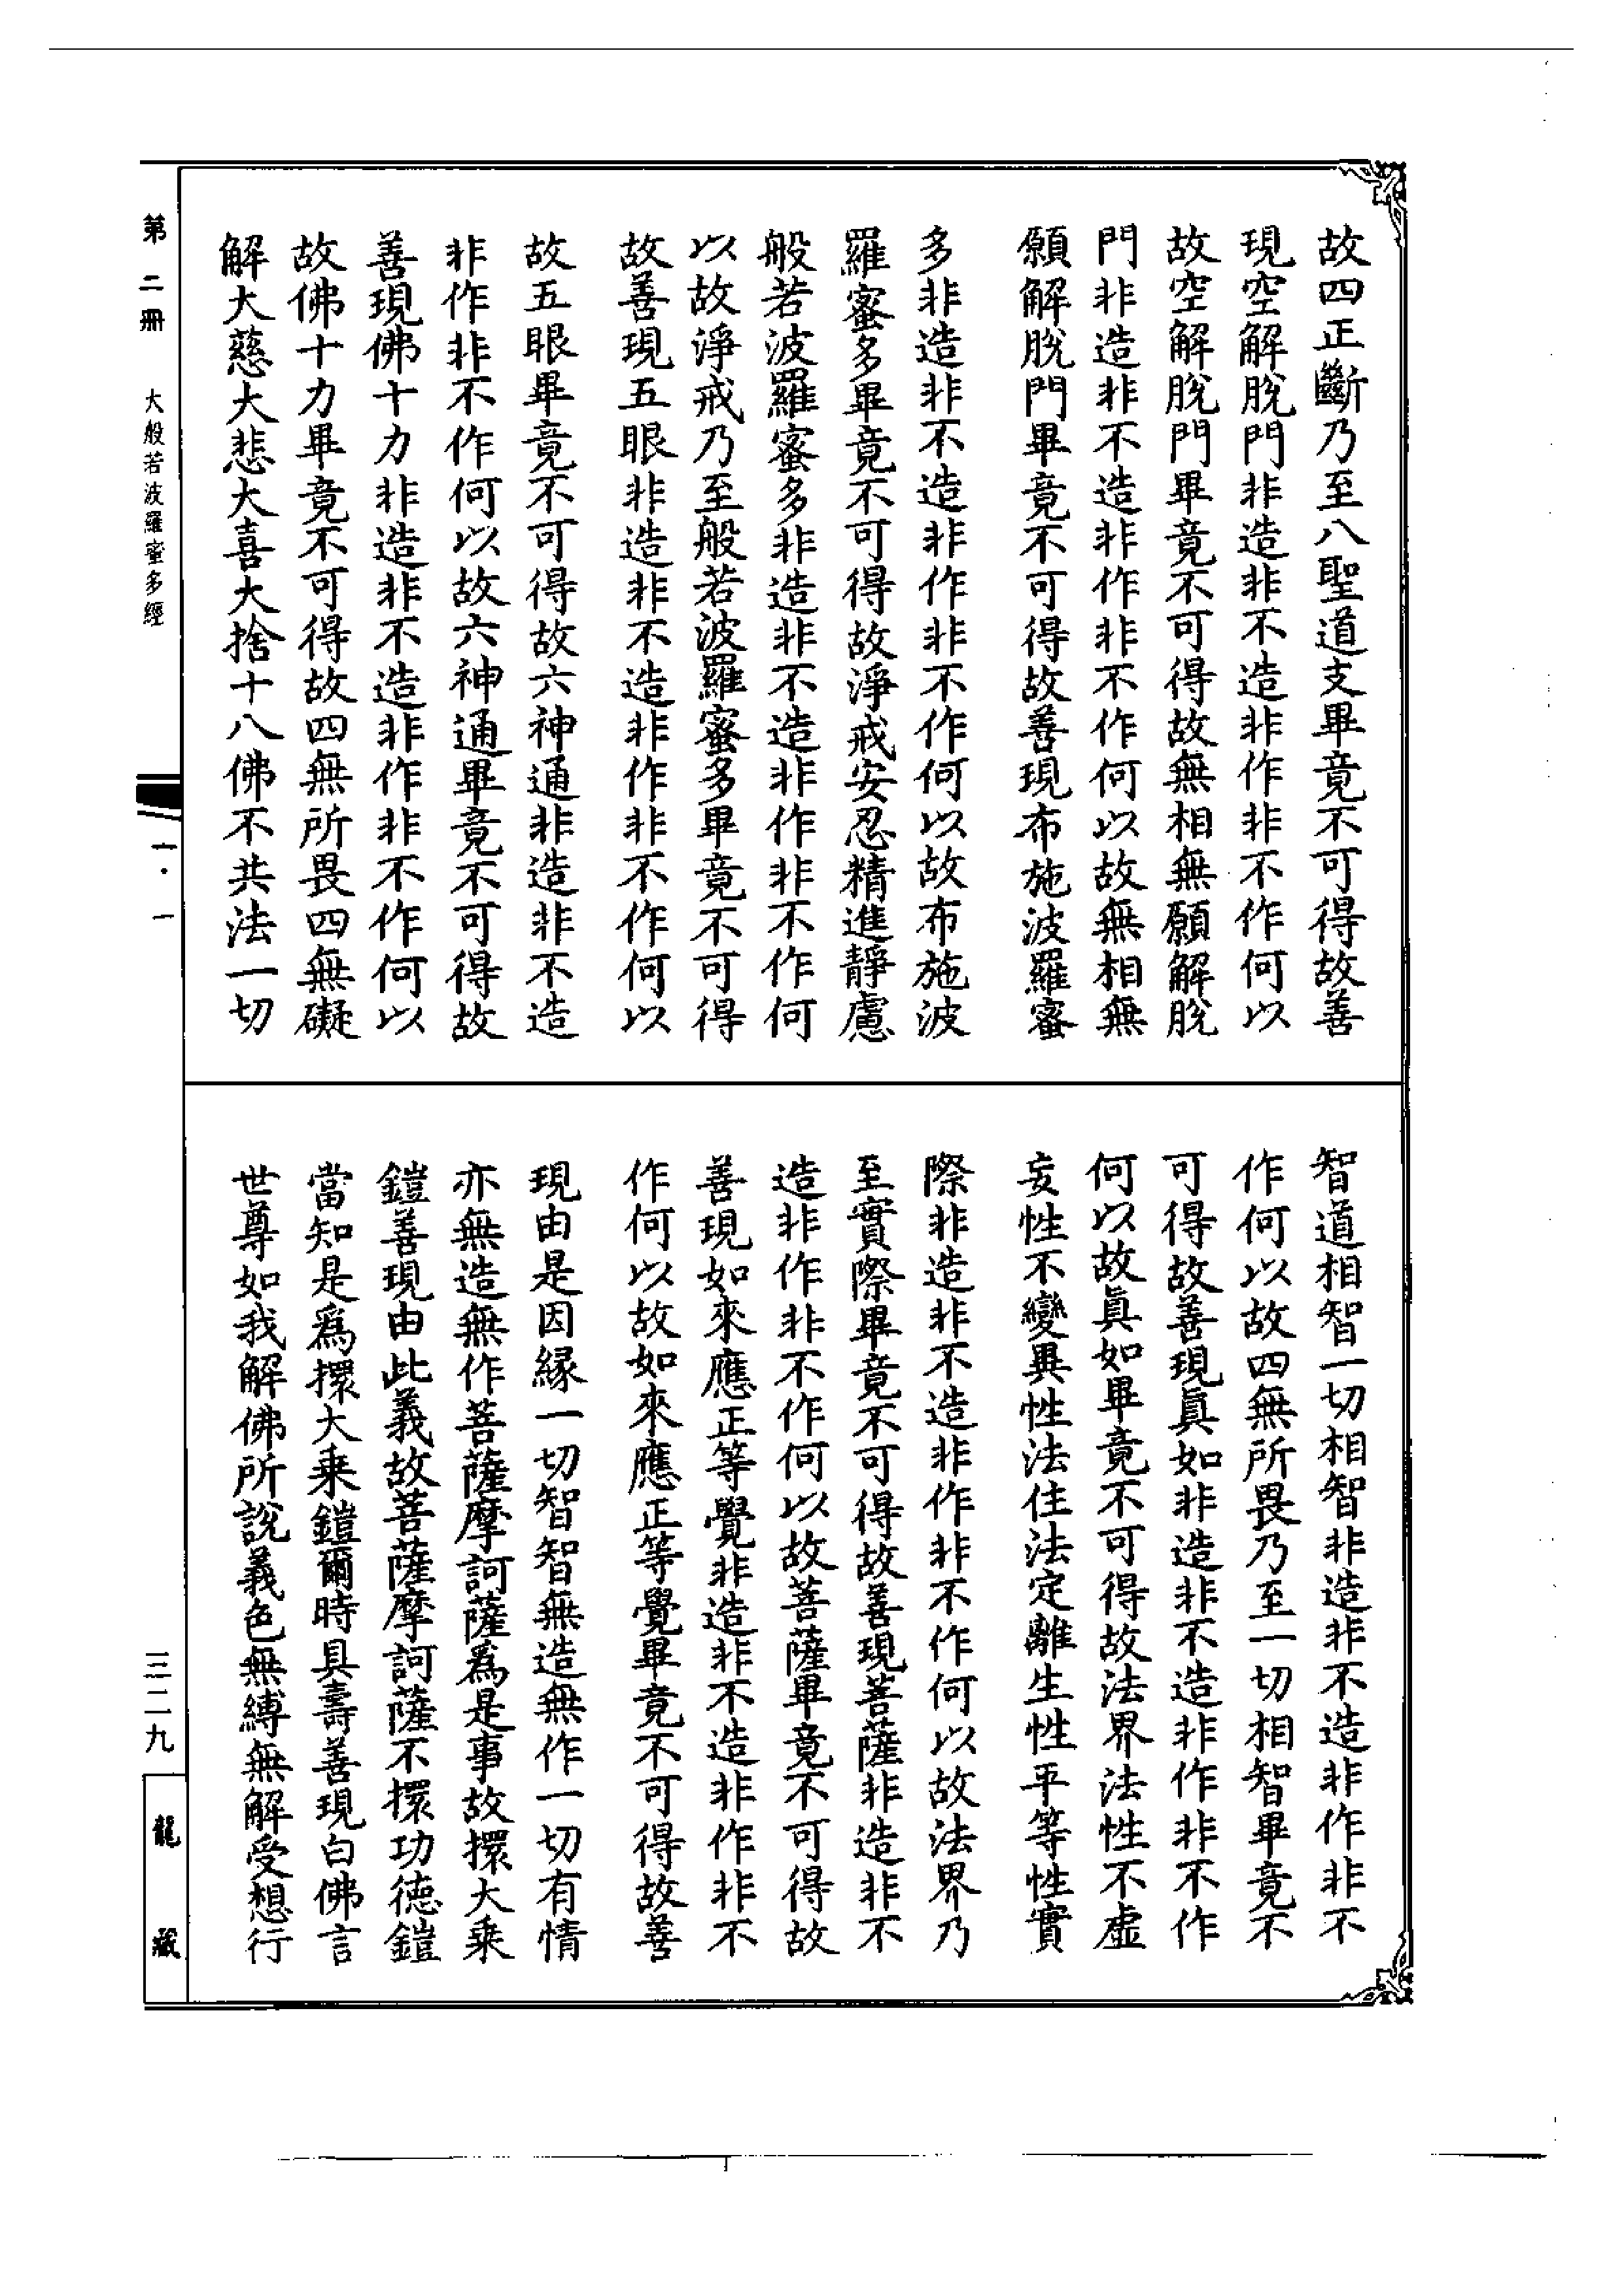 故四正斷乃至八聖道支畢竟不可得故善
現空解脫門非造非不造非作非不作何以
故空解脫門畢竟不可得故無相無願解脫
門非造非不造非作非不作何以故無相無
願解脫門畢竟不可得故善現布施波羅蜜
多非造非不造非作非不作何以故布施波
羅蜜多畢竟不可得故淨戒安忍精進靜慮
般若波羅蜜多非造非不造非作非不作何
以故淨戒乃至般若波羅蜜多畢竟不可得
故善現五眼非造非不造非作非不作何以
故五眼畢竟不可得故六神通非造非不造
非作非不作何以故六神通畢竟不可得故
善現佛十力非造非不造非作非不作何以
故佛十力畢竟不可得故四無所畏四無礙
解大慈大悲大喜大捨十八佛不共法一切
智道相智一切相智非造非不造非作非不
作何以故四無所畏乃至一切相智畢竟不
可得故善現真如非造非不造非作非不作
何以故真如畢竟不可得故法界法性不虛
妄性不變異性法住法定離生性平等性實
際非造非不造非作非不作何以故法界乃
至實際畢竟不可得故善現菩薩非造非不
造非作非不作何以故菩薩畢竟不可得故
善現如來應正等覺非造非不造非作非不
作何以故如來應正等覺畢竟不可得故善
現由是因緣一切智智無造無作一切有情
亦無造無作菩薩摩訶薩為是事故擐大乘
鎧善現由此義故菩薩摩訶薩不擐功德鎧
當知是為擐大乘鎧爾時具壽善現白佛言
世尊如我解佛所說義色無縛無解受想行
第二冊 大般若波羅蜜多經
六·一
三二九
龍藏